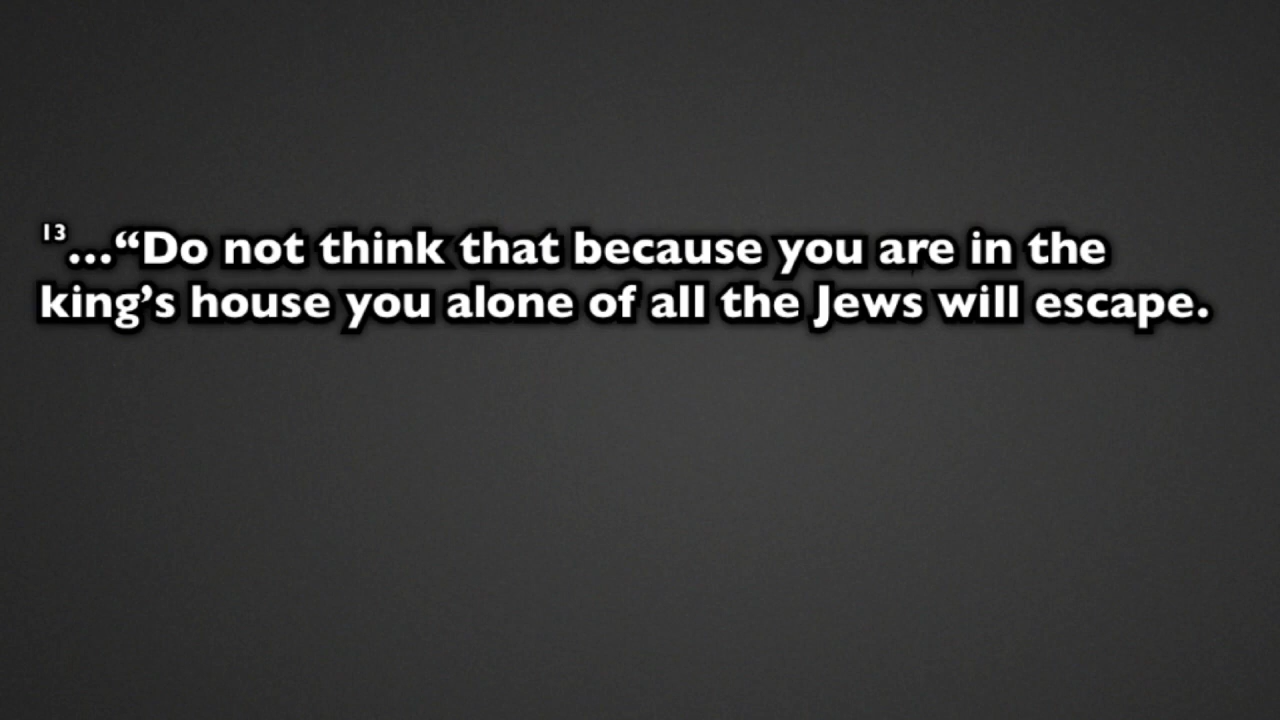 13…“Do not think that because you are in the
king’s house you alone of all the Jews will escape.